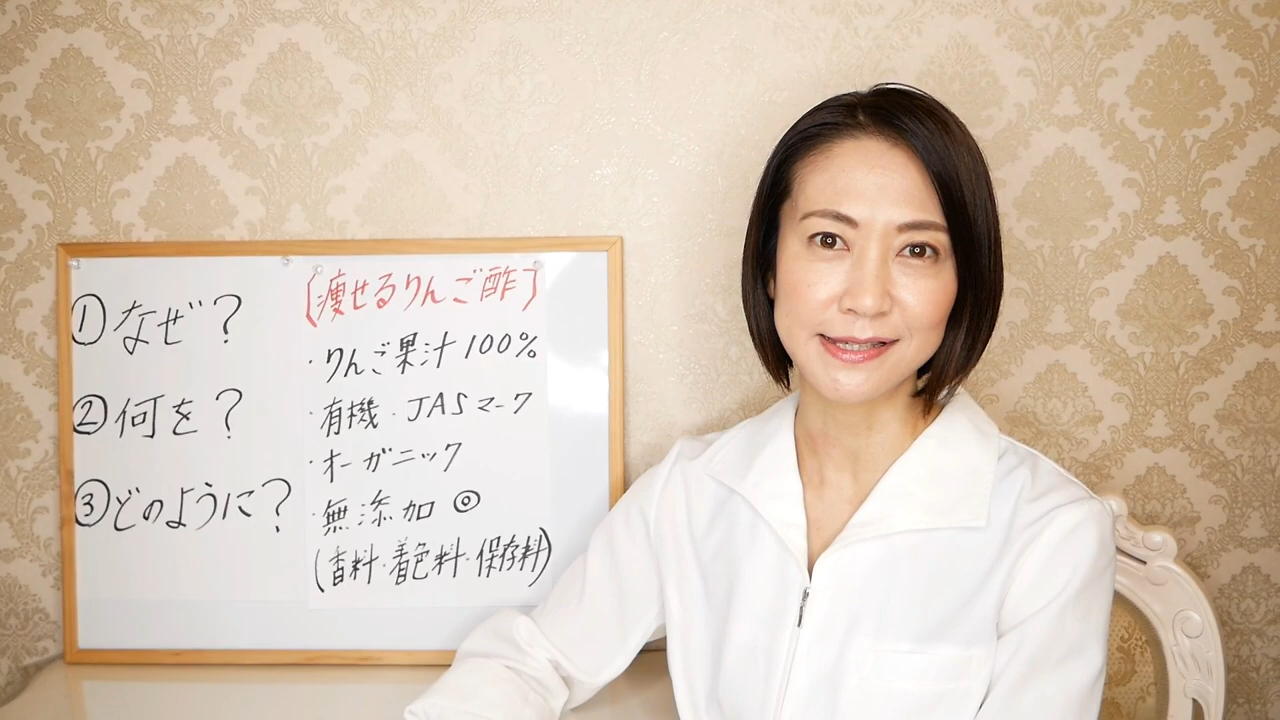 ①なぜ？
②何を？
③どのように？
［痩せるりんご酢］
・りんご果汁100%
・有機・JASマーク
・オーガニック
・無添加◎
(香料・着色料・保存料)